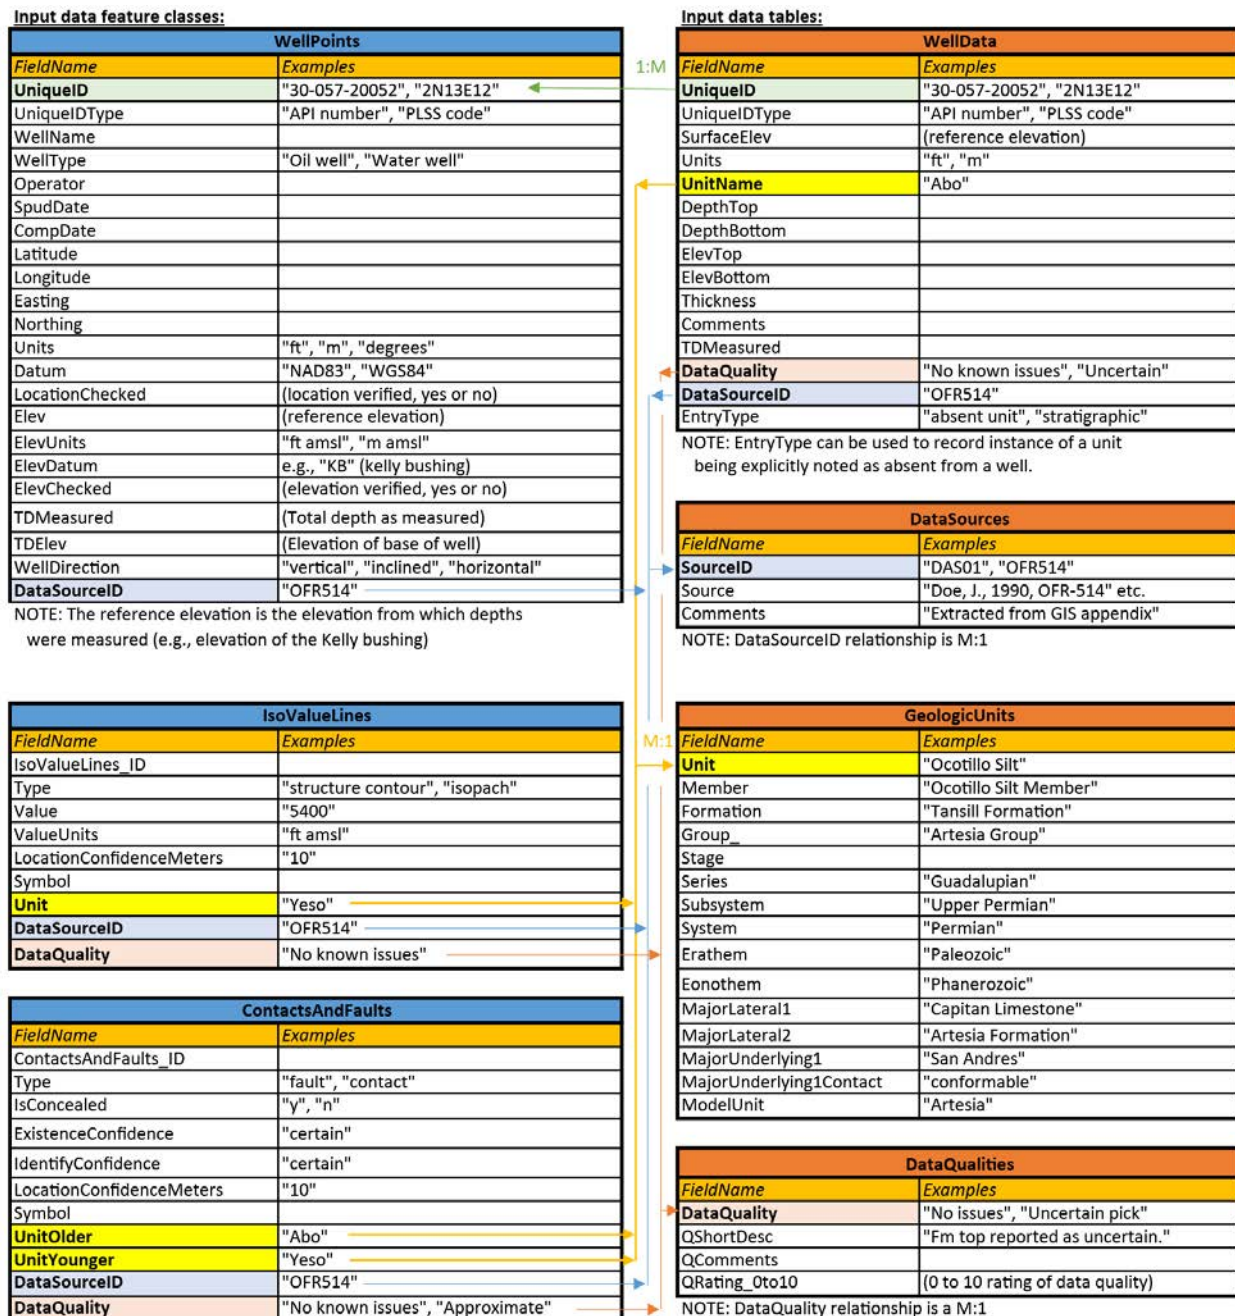 Input data feature classes:
WellPoints
FieldName Examples
UniqueID "30-057-20052", "2N13E12"
UniqueIDType "API number", "PLSS code"
WellName
WellType "Oil well", "Water well"
Operator
SpudDate
CompDate
Latitude
Longitude
Easting
Northing
Units "ft", "m", "degrees"
Datum "NAD83", "WGS84"
LocationChecked (location verified, yes or no)
Elev (reference elevation)
ElevUnits "ft amsl", "m amsl"
ElevDatum e.g., "KB" (kelly bushing)
ElevChecked (elevation verified, yes or no)
TDMeasured (Total depth as measured)
TDElev (Elevation of base of well)
WellDirection "vertical", "inclined", "horizontal"
DataSourceID "OFR514"
NOTE: The reference elevation is the elevation from which depths
were measured (e.g., elevation of the Kelly bushing)
IsoValueLines
FieldName Examples
IsoValueLines_ID
Type "structure contour", "isopach"
Value "5400"
ValueUnits "ft amsl"
LocationConfidenceMeters "10"
Symbol
Unit "Yeso"
DataSourceID "OFR514"
DataQuality "No known issues"
ContactsAndFaults
FieldName Examples
ContactsAndFaults_ID
Type "fault", "contact"
IsConcealed "y", "n"
ExistenceConfidence "certain"
IdentifyConfidence "certain"
LocationConfidenceMeters "10"
Symbol
UnitOlder "Abo"
UnitYounger "Yeso"
DataSourceID "OFR514"
DataQuality "No known issues", "Approximate"
1:M
M:1
Input data tables:
WellData
FieldName Examples
UniqueID "30-057-20052", "2N13E12"
UniqueIDType "API number", "PLSS code"
SurfaceElev (reference elevation)
Units "ft", "m"
UnitName "Abo"
DepthTop
DepthBottom
ElevTop
ElevBottom
Thickness
Comments
TDMeasured
DataQuality "No known issues", "Uncertain"
DataSourceID "OFR514"
EntryType "absent unit", "stratigraphic"
NOTE: EntryType can be used to record instance of a unit
being explicitly noted as absent from a well.
DataSources
FieldName Examples
SourceID "DAS01", "OFR514"
Source "Doe, J., 1990, OFR-514" etc.
Comments "Extracted from GIS appendix"
NOTE: DataSourceID relationship is M:1
GeologicUnits
FieldName Examples
Unit "Ocotillo Silt"
Member "Ocotillo Silt Member"
Formation "Tansill Formation"
Group_ "Artesia Group"
Stage
Series "Guadalupian"
Subsystem "Upper Permian"
System "Permian"
Erathem "Paleozoic"
Eonothem "Phanerozoic"
MajorLateral1 "Capitan Limestone"
MajorLateral2 "Artesia Formation"
MajorUnderlying1 "San Andres"
MajorUnderlying1Contact "conformable"
ModelUnit "Artesia"
DataQualities
FieldName Examples
DataQuality "No issues", "Uncertain pick"
QShortDesc "Fm top reported as uncertain."
QComments
QRating_0to10 (0 to 10 rating of data quality)
NOTE: DataQuality relationship is a M:1